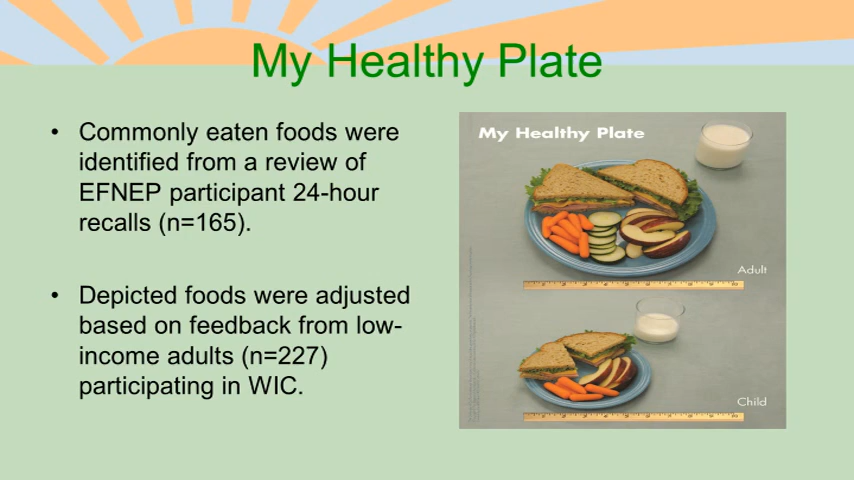 My Healthy Plate
• Commonly eaten foods were
identified from a review of
EFNEP participant 24-hour
recalls (n=165).
• Depicted foods were adjusted
based on feedback from low-
income adults (n=227)
participating in WIC.
My Healthy Plate
Adult
Child